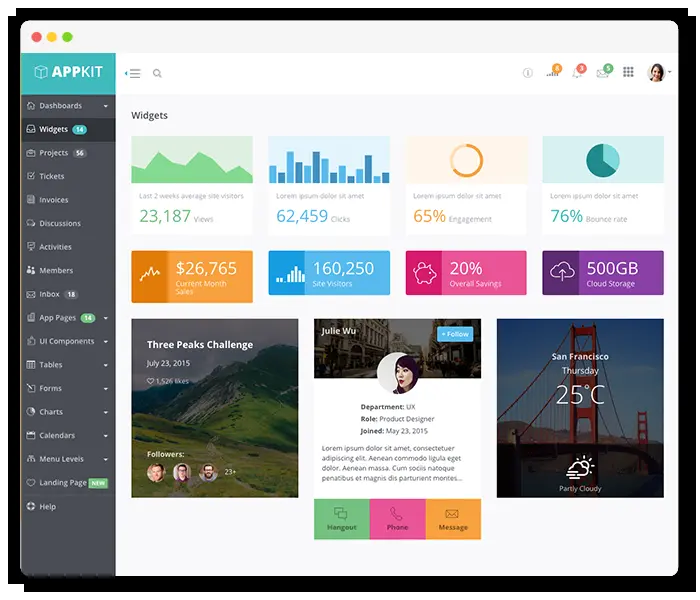 APPKIT
8
3
5
Dashboards
Widgets 14
Projects 56
Tickets
Invoices
Discussions
Activities
Members
Inbox 18
App Pages 14
UI Components
Tables
Forms
Charts
Calendars
Menu Levels
Landing Page NEW
Help
Widgets
Last 2 weeks average site visitors
23,187 Views
Lorem ipsum dolor sit amet
62,459 Clicks
Lorem ipsum dolor sit amet
65% Engagement
Lorem ipsum dolor sit amet
76% Bounce rate
$26,765
Current Month
Sales
160,250
Site Visitors
20%
Overall Savings
500GB
Cloud Storage
Three Peaks Challenge
July 23, 2015
1,526 likes
Followers:
23+
Julie Wu
+ Follow
Department: UX
Role: Product Designer
Joined: May 23, 2015
Lorem ipsum dolor sit amet, consectetuer
adipiscing elit. Aenean commodo ligula eget
dolor. Aenean massa. Cum sociis natoque
penatibus et magnis dis parturient montes...
Hangout
Phone
Message
San Francisco
Thursday
25°C
Partly Cloudy